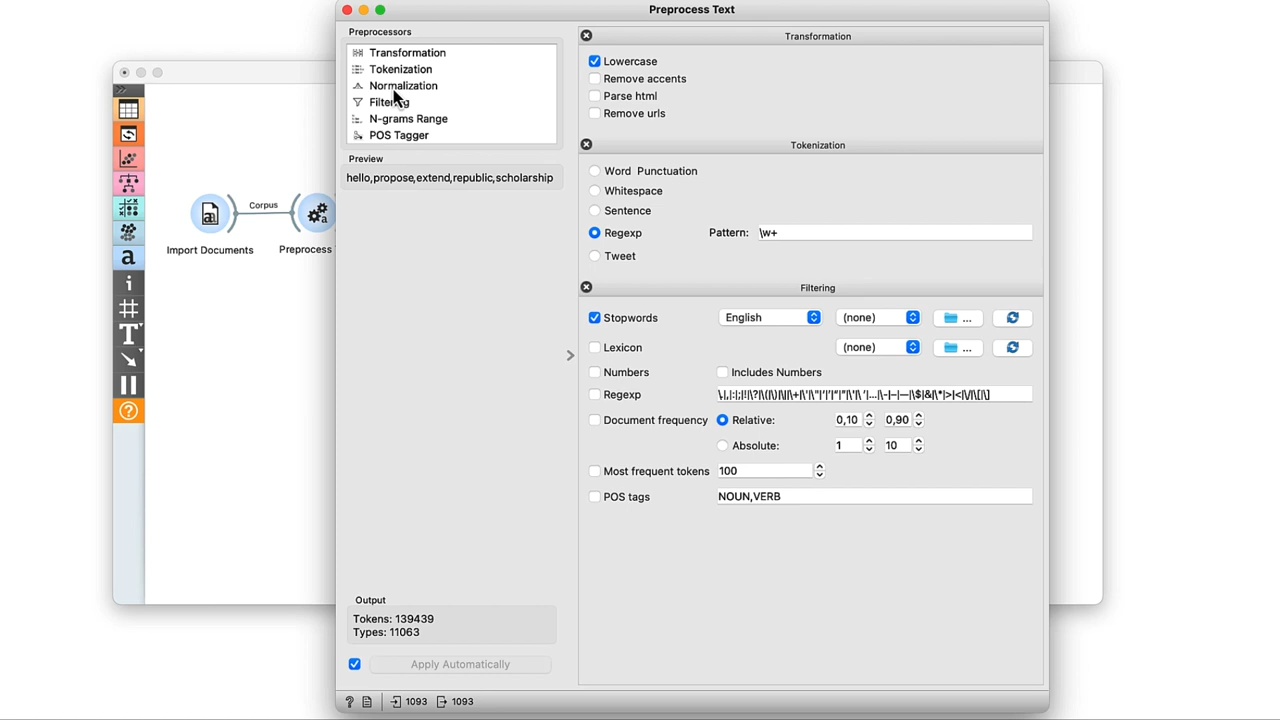 Preprocess Text
Preprocessors
Transformation
Tokenization
Normalization
Filtering
N-grams Range
POS Tagger
Preview
hello,propose,extend,republic,scholarship
Output
Tokens: 139439
Types: 11063
Apply Automatically
1093 1093
Transformation
Lowercase
Remove accents
Parse html
Remove urls
Tokenization
Word Punctuation
Whitespace
Sentence
Regexp Pattern: \w+
Tweet
Filtering
Stopwords English (none) ...
Lexicon (none) ...
Numbers Includes Numbers
Regexp
Document frequency Relative: 0,10 0,90
Absolute: 1 10
Most frequent tokens 100
POS tags NOUN,VERB
Corpus
Import Documents Preprocess